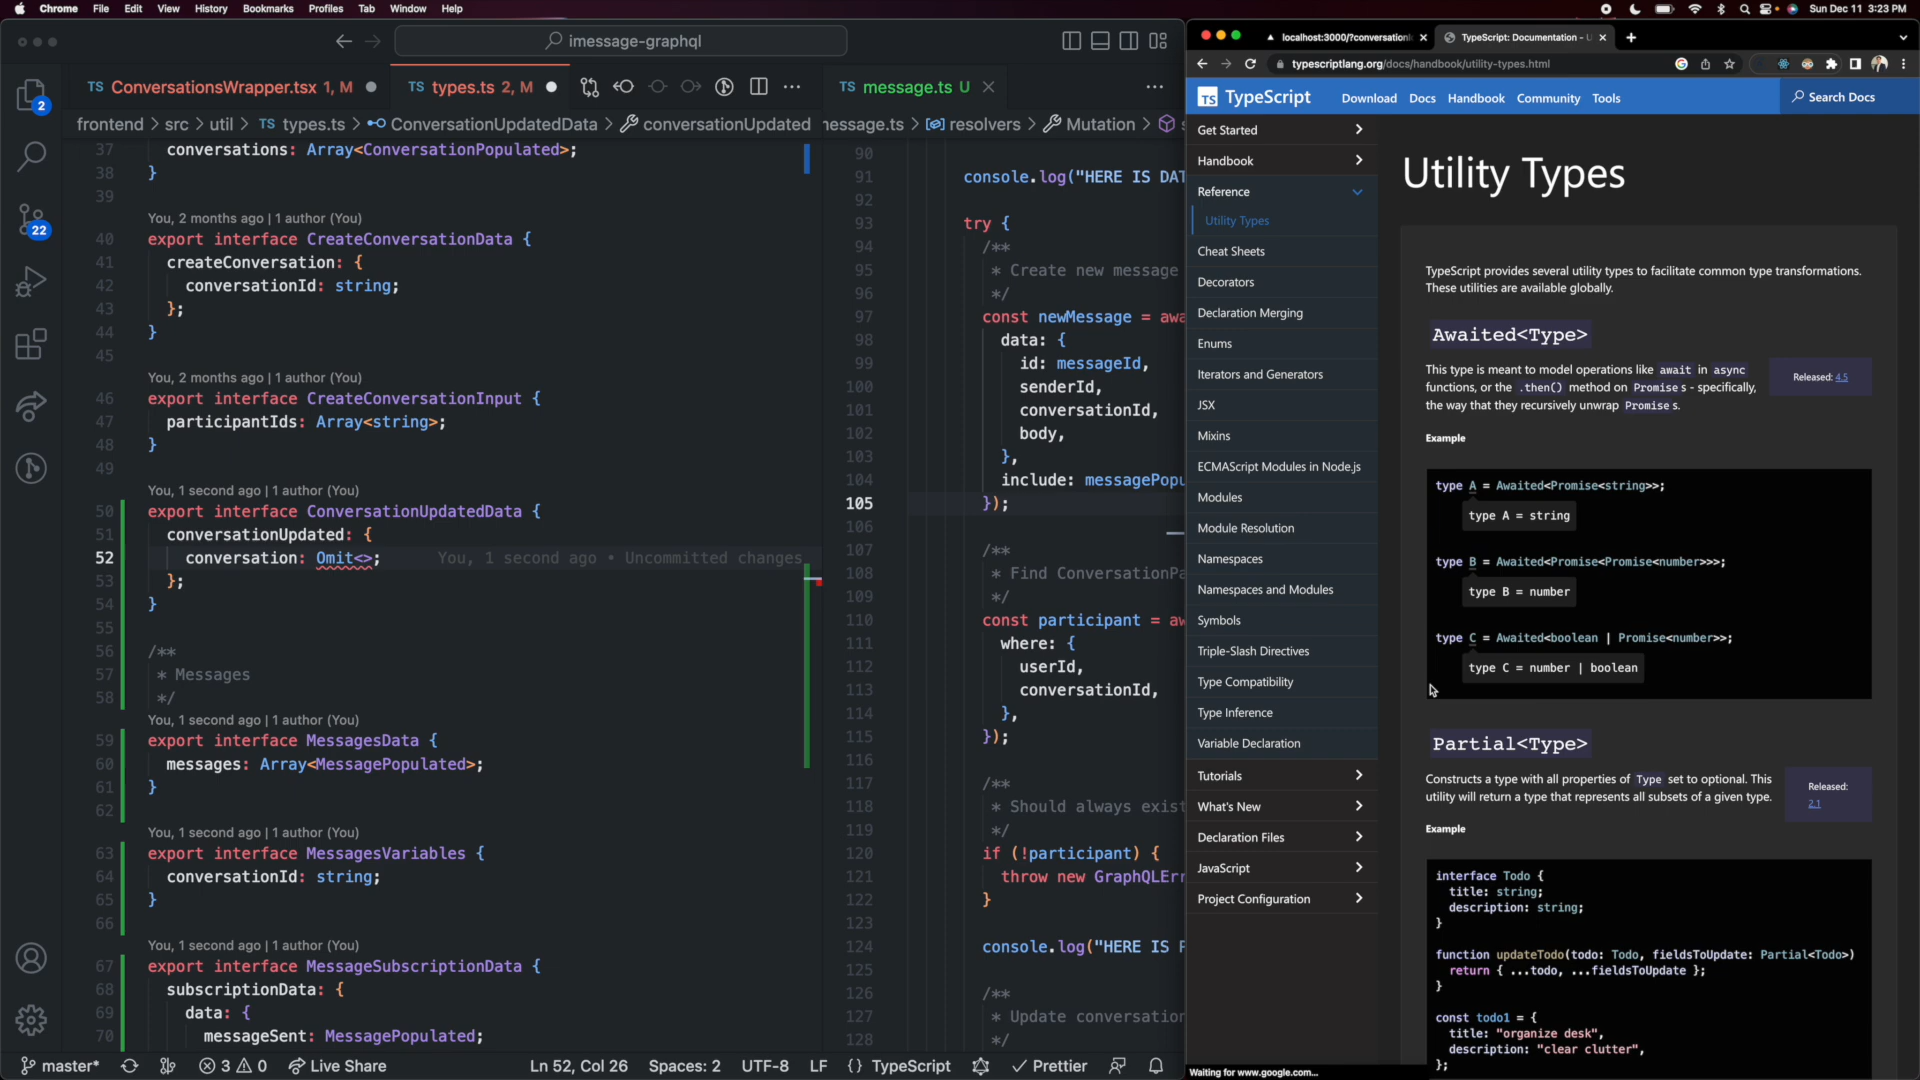 Chrome File Edit View History Bookmarks Profiles Tab Window Help
Sun Dec 11 3:23 PM
imessage-graphql
TS ConversationsWrapper.tsx 1, M
TS types.ts 2, M
TS message.ts U
frontend > src > util > TS types.ts > ConversationUpdatedData > conversationUpdated
nessage.ts > resolvers > Mutation >
2
22
37 conversations: Array<ConversationPopulated>;
38 }
39
You, 2 months ago | 1 author (You)
40 export interface CreateConversationData {
41 createConversation: {
42 conversationId: string;
43 };
44 }
45
You, 2 months ago | 1 author (You)
46 export interface CreateConversationInput {
47 participantIds: Array<string>;
48 }
49
You, 1 second ago | 1 author (You)
50 export interface ConversationUpdatedData {
51 conversationUpdated: {
52 conversation: Omit<>; You, 1 second ago • Uncommitted changes
53 };
54 }
55
56 /**
57 * Messages
58 */
You, 1 second ago | 1 author (You)
59 export interface MessagesData {
60 messages: Array<MessagePopulated>;
61 }
62
You, 1 second ago | 1 author (You)
63 export interface MessagesVariables {
64 conversationId: string;
65 }
66
You, 1 second ago | 1 author (You)
67 export interface MessageSubscriptionData {
68 subscriptionData: {
69 data: {
70 messageSent: MessagePopulated;
90
91 console.log("HERE IS DAT
92
93 try {
94 /**
95 * Create new message
96 */
97 const newMessage = awa
98 data: {
99 id: messageId,
100 senderId,
101 conversationId,
102 body,
103 },
104 include: messagePopu
105 });
106
107 /**
108 * Find ConversationPa
109 */
110 const participant = aw
111 where: {
112 userId,
113 conversationId,
114 },
115 });
116
117 /**
118 * Should always exist
119 */
120 if (!participant) {
121 throw new GraphQLErr
122 }
123
124 console.log("HERE IS P
125
126 /**
127 * Update conversation
128 */
master* 3 0 Live Share Ln 52, Col 26 Spaces: 2 UTF-8 LF {} TypeScript Prettier
localhost:3000/?conversationI
TypeScript: Documentation - U
typescriptlang.org/docs/handbook/utility-types.html
TS TypeScript Download Docs Handbook Community Tools Search Docs
Get Started
Handbook
Reference
Utility Types
Cheat Sheets
Decorators
Declaration Merging
Enums
Iterators and Generators
JSX
Mixins
ECMAScript Modules in Node.js
Modules
Module Resolution
Namespaces
Namespaces and Modules
Symbols
Triple-Slash Directives
Type Compatibility
Type Inference
Variable Declaration
Tutorials
What's New
Declaration Files
JavaScript
Project Configuration
Waiting for www.google.com...
Utility Types
TypeScript provides several utility types to facilitate common type transformations.
These utilities are available globally.
Awaited<Type>
This type is meant to model operations like await in async
functions, or the .then() method on Promise s - specifically,
the way that they recursively unwrap Promise s.
Released: 4.5
Example
type A = Awaited<Promise<string>>;
type A = string
type B = Awaited<Promise<Promise<number>>>;
type B = number
type C = Awaited<boolean | Promise<number>>;
type C = number | boolean
Partial<Type>
Constructs a type with all properties of Type set to optional. This
utility will return a type that represents all subsets of a given type.
Released:
2.1
Example
interface Todo {
title: string;
description: string;
}
function updateTodo(todo: Todo, fieldsToUpdate: Partial<Todo>)
return { ...todo, ...fieldsToUpdate };
}
const todo1 = {
title: "organize desk",
description: "clear clutter",
};